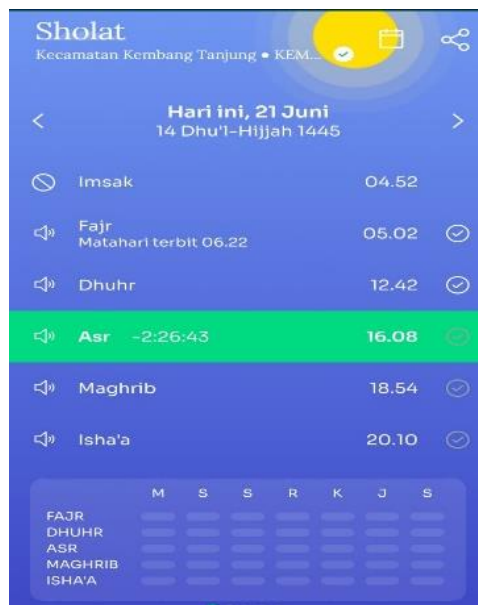 Sholat
Kecamatan Kembang Tanjung • KEM...
Hari ini, 21 Juni
14 Dhu'l-Hijjah 1445
Imsak 04.52
Fajr 05.02
Matahari terbit 06.22
Dhuhr 12.42
Asr -2:26:43 16.08
Maghrib 18.54
Isha'a 20.10
M S S R K J S
FAJR
DHUHR
ASR
MAGHRIB
ISHA'A